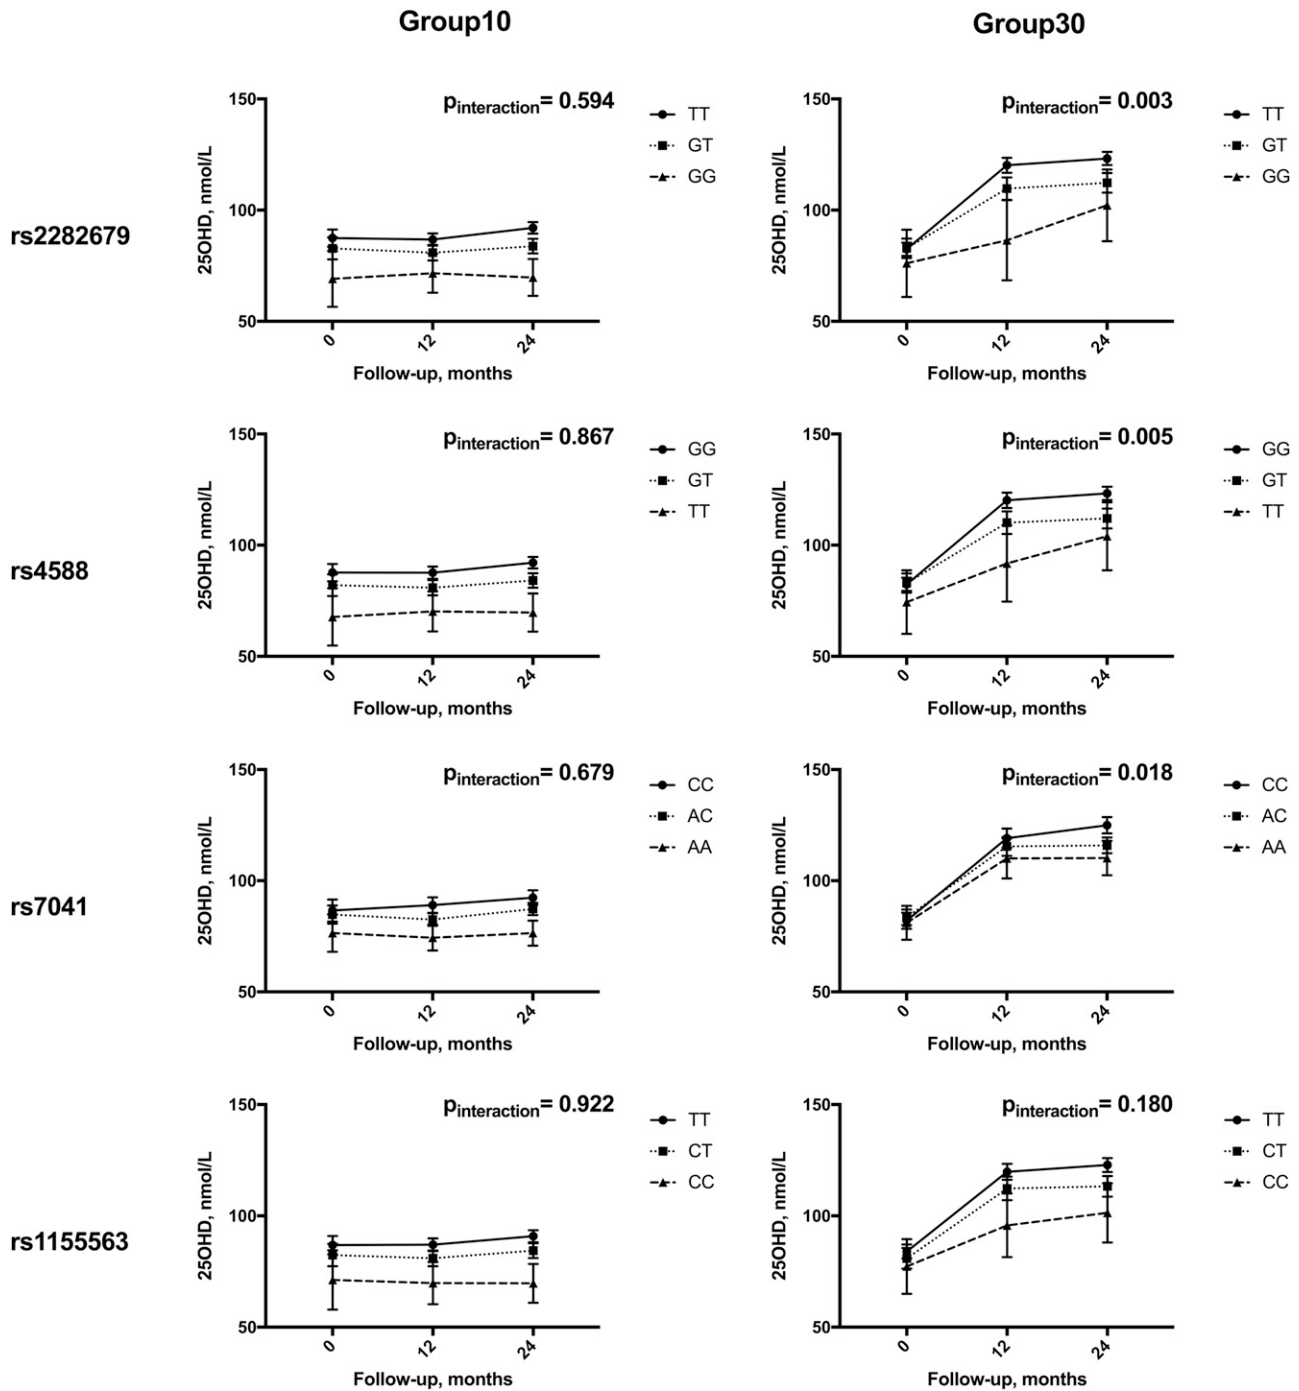 Group10 Group30
rs2282679
150
100
50
25OHD, nmol/L
pinteraction= 0.594
TT
GT
GG
0 12 24
Follow-up, months
150
100
50
25OHD, nmol/L
pinteraction= 0.003
TT
GT
GG
0 12 24
Follow-up, months
rs4588
150
100
50
25OHD, nmol/L
pinteraction= 0.867
GG
GT
TT
0 12 24
Follow-up, months
150
100
50
25OHD, nmol/L
pinteraction= 0.005
GG
GT
TT
0 12 24
Follow-up, months
rs7041
150
100
50
25OHD, nmol/L
pinteraction= 0.679
CC
AC
AA
0 12 24
Follow-up, months
150
100
50
25OHD, nmol/L
pinteraction= 0.018
CC
AC
AA
0 12 24
Follow-up, months
rs1155563
150
100
50
25OHD, nmol/L
pinteraction= 0.922
TT
CT
CC
0 12 24
Follow-up, months
150
100
50
25OHD, nmol/L
pinteraction= 0.180
TT
CT
CC
0 12 24
Follow-up, months